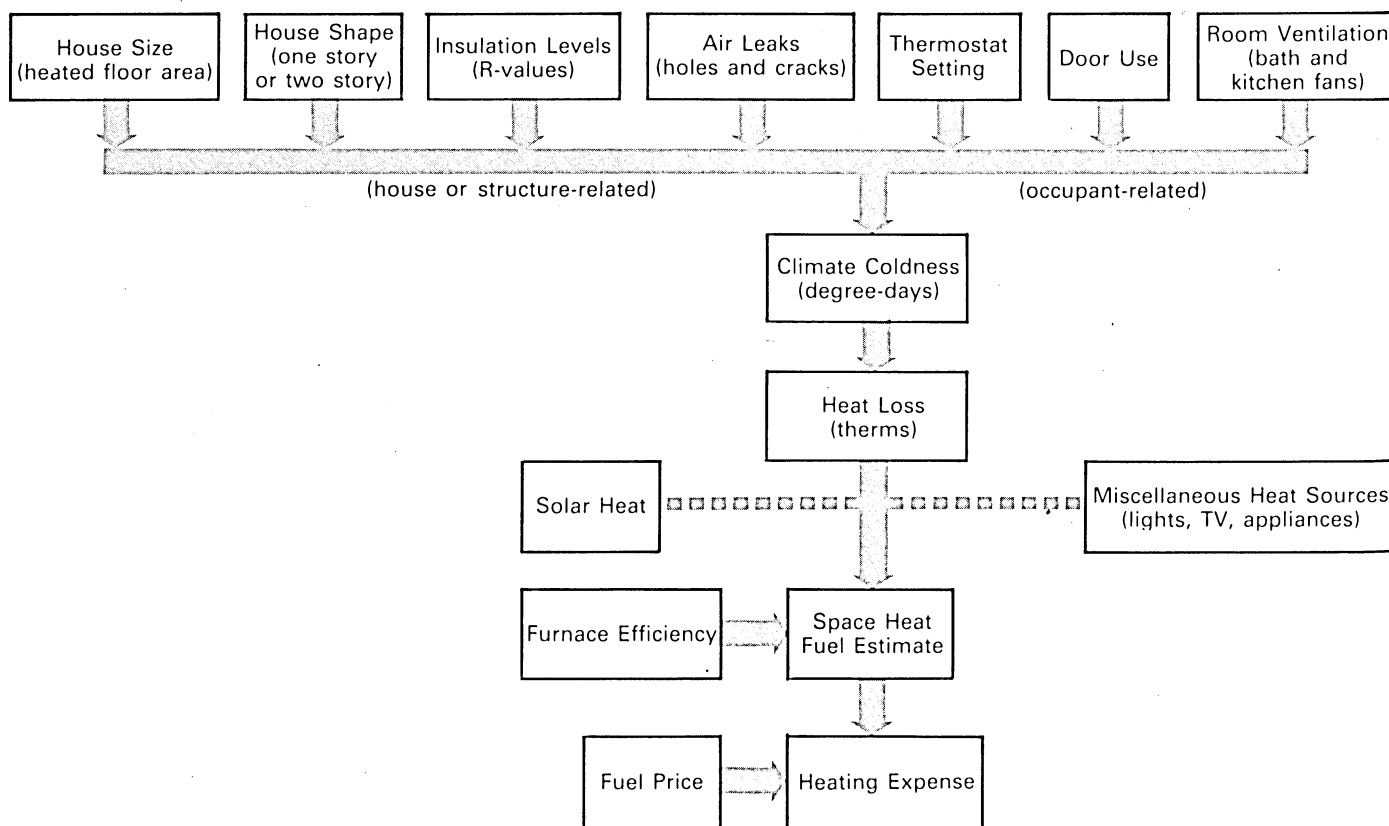 House Size
(heated floor area)
House Shape
(one story
or two story)
Insulation Levels
(R-values)
Air Leaks
(holes and cracks)
Thermostat
Setting
Door Use
Room Ventilation
(bath and
kitchen fans)
(house or structure-related)
(occupant-related)
Climate Coldness
(degree-days)
Heat Loss
(therms)
Solar Heat
Miscellaneous Heat Sources
(lights, TV, appliances)
Furnace Efficiency
Space Heat
Fuel Estimate
Fuel Price
Heating Expense